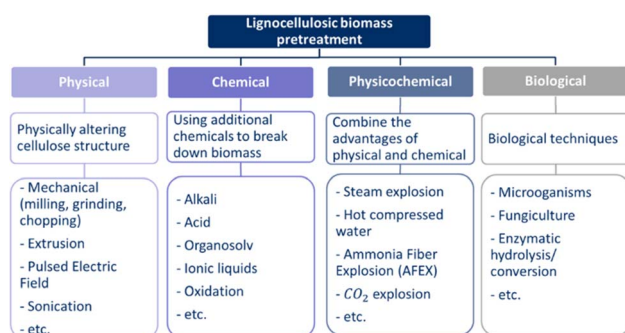 Lignocellulosic biomass
pretreatment
Physical
Chemical
Physicochemical
Biological
Physically altering
cellulose structure
Using additional
chemicals to break
down biomass
Combine the
advantages of
physical and chemical
Biological techniques
- Mechanical
(milling, grinding,
chopping)
- Extrusion
- Pulsed Electric
Field
- Sonication
- etc.
- Alkali
- Acid
- Organosolv
- Ionic liquids
- Oxidation
- etc.
- Steam explosion
- Hot compressed
water
- Ammonia Fiber
Explosion (AFEX)
- CO₂ explosion
- etc.
- Microoganisms
- Fungiculture
- Enzymatic
hydrolysis/
conversion
- etc.